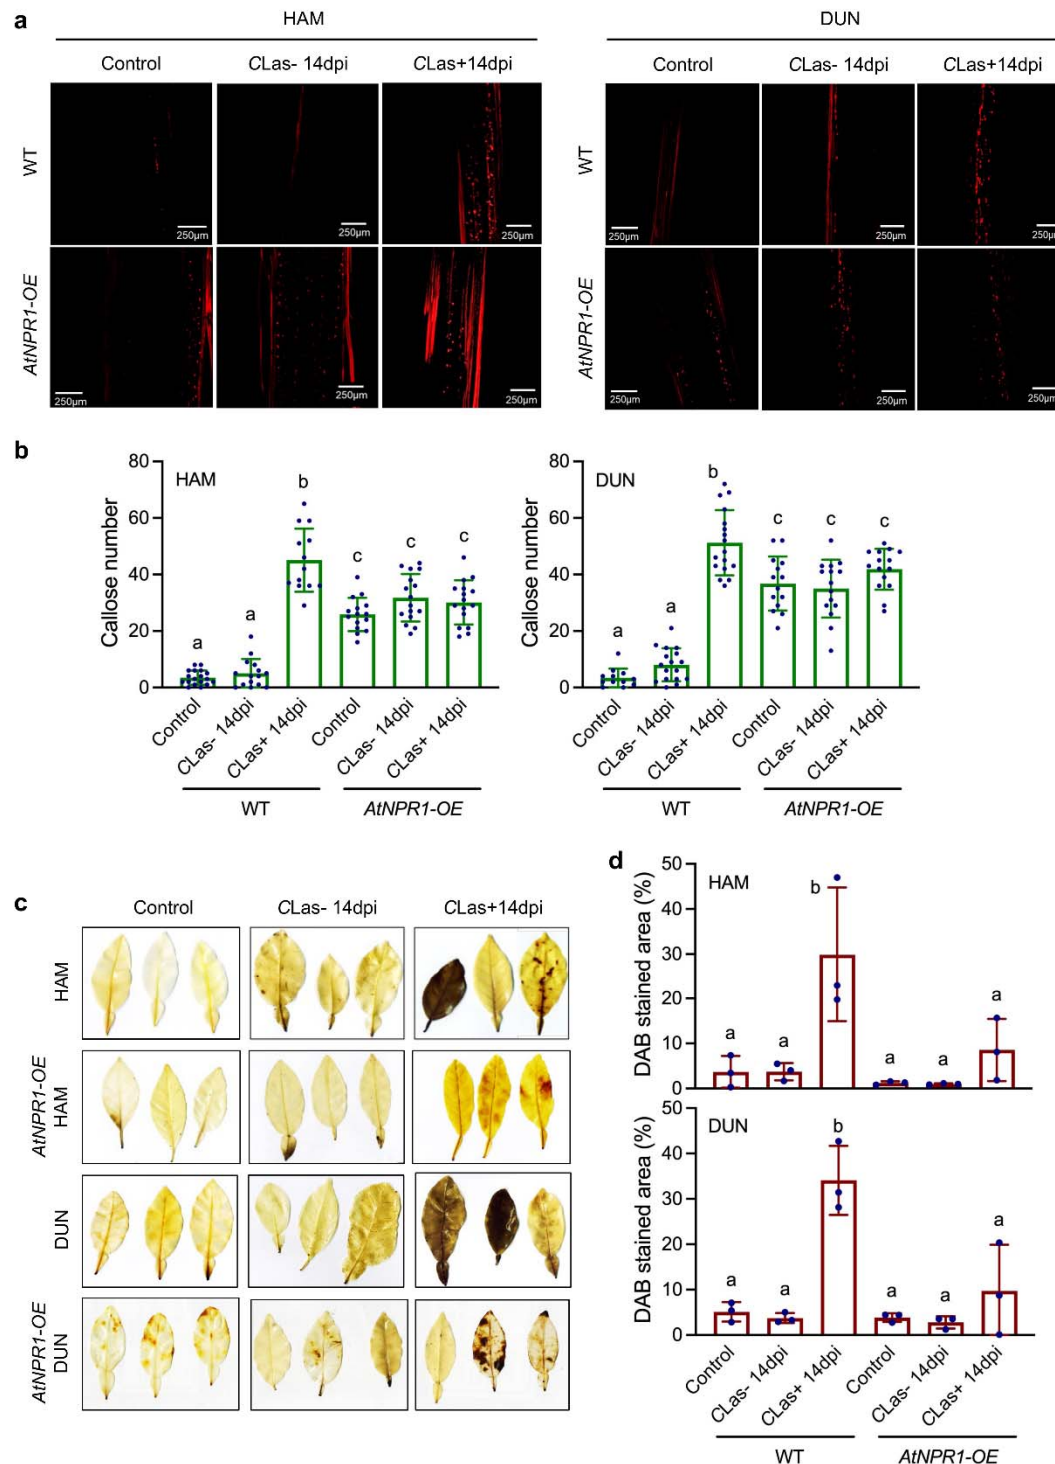 a
HAM
DUN
Control
CLas- 14dpi
CLas+14dpi
Control
CLas- 14dpi
CLas+14dpi
WT
250µm
250µm
250µm
WT
250µm
250µm
250µm
AtNPR1-OE
250µm
250µm
250µm
AtNPR1-OE
250µm
250µm
250µm
b
Callose number
80
60
40
20
0
HAM
a
a
b
c
c
c
Control
CLas- 14dpi
CLas+ 14dpi
Control
CLas- 14dpi
CLas+ 14dpi
WT
AtNPR1-OE
Callose number
80
60
40
20
0
DUN
a
a
b
c
c
c
Control
CLas- 14dpi
CLas+ 14dpi
Control
CLas- 14dpi
CLas+ 14dpi
WT
AtNPR1-OE
c
Control
CLas- 14dpi
CLas+14dpi
HAM
AtNPR1-OE
HAM
DUN
AtNPR1-OE
DUN
d
DAB stained area (%)
50
40
30
20
10
0
HAM
a
a
b
a
a
a
DAB stained area (%)
50
40
30
20
10
0
DUN
a
a
b
a
a
a
Control
CLas- 14dpi
CLas+ 14dpi
Control
CLas- 14dpi
CLas+ 14dpi
WT
AtNPR1-OE